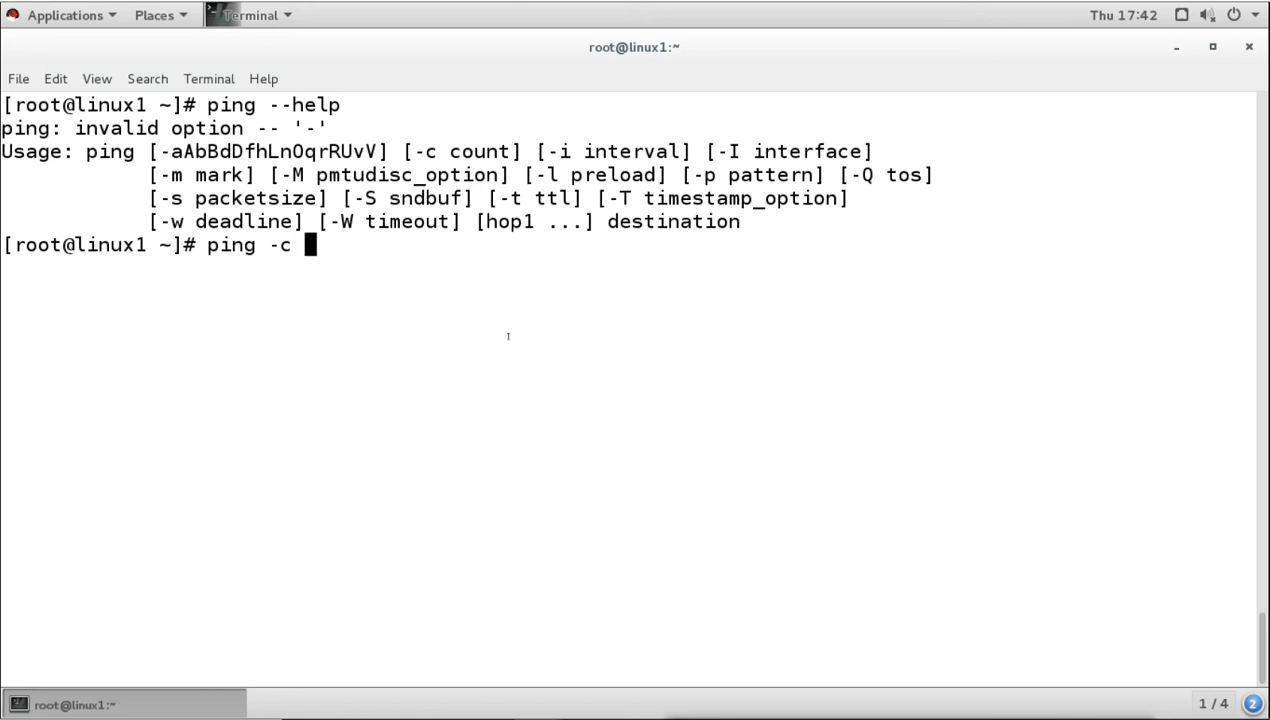 Applications Places Terminal Thu 17:42
root@linux1:~
File Edit View Search Terminal Help
[root@linux1 ~]# ping --help
ping: invalid option -- '-'
Usage: ping [-aAbBdDfhLnOqrRUvV] [-c count] [-i interval] [-I interface]
[-m mark] [-M pmtudisc_option] [-l preload] [-p pattern] [-Q tos]
[-s packetsize] [-S sndbuf] [-t ttl] [-T timestamp_option]
[-w deadline] [-W timeout] [hop1 ...] destination
[root@linux1 ~]# ping -c
root@linux1:~ 1 / 4 2